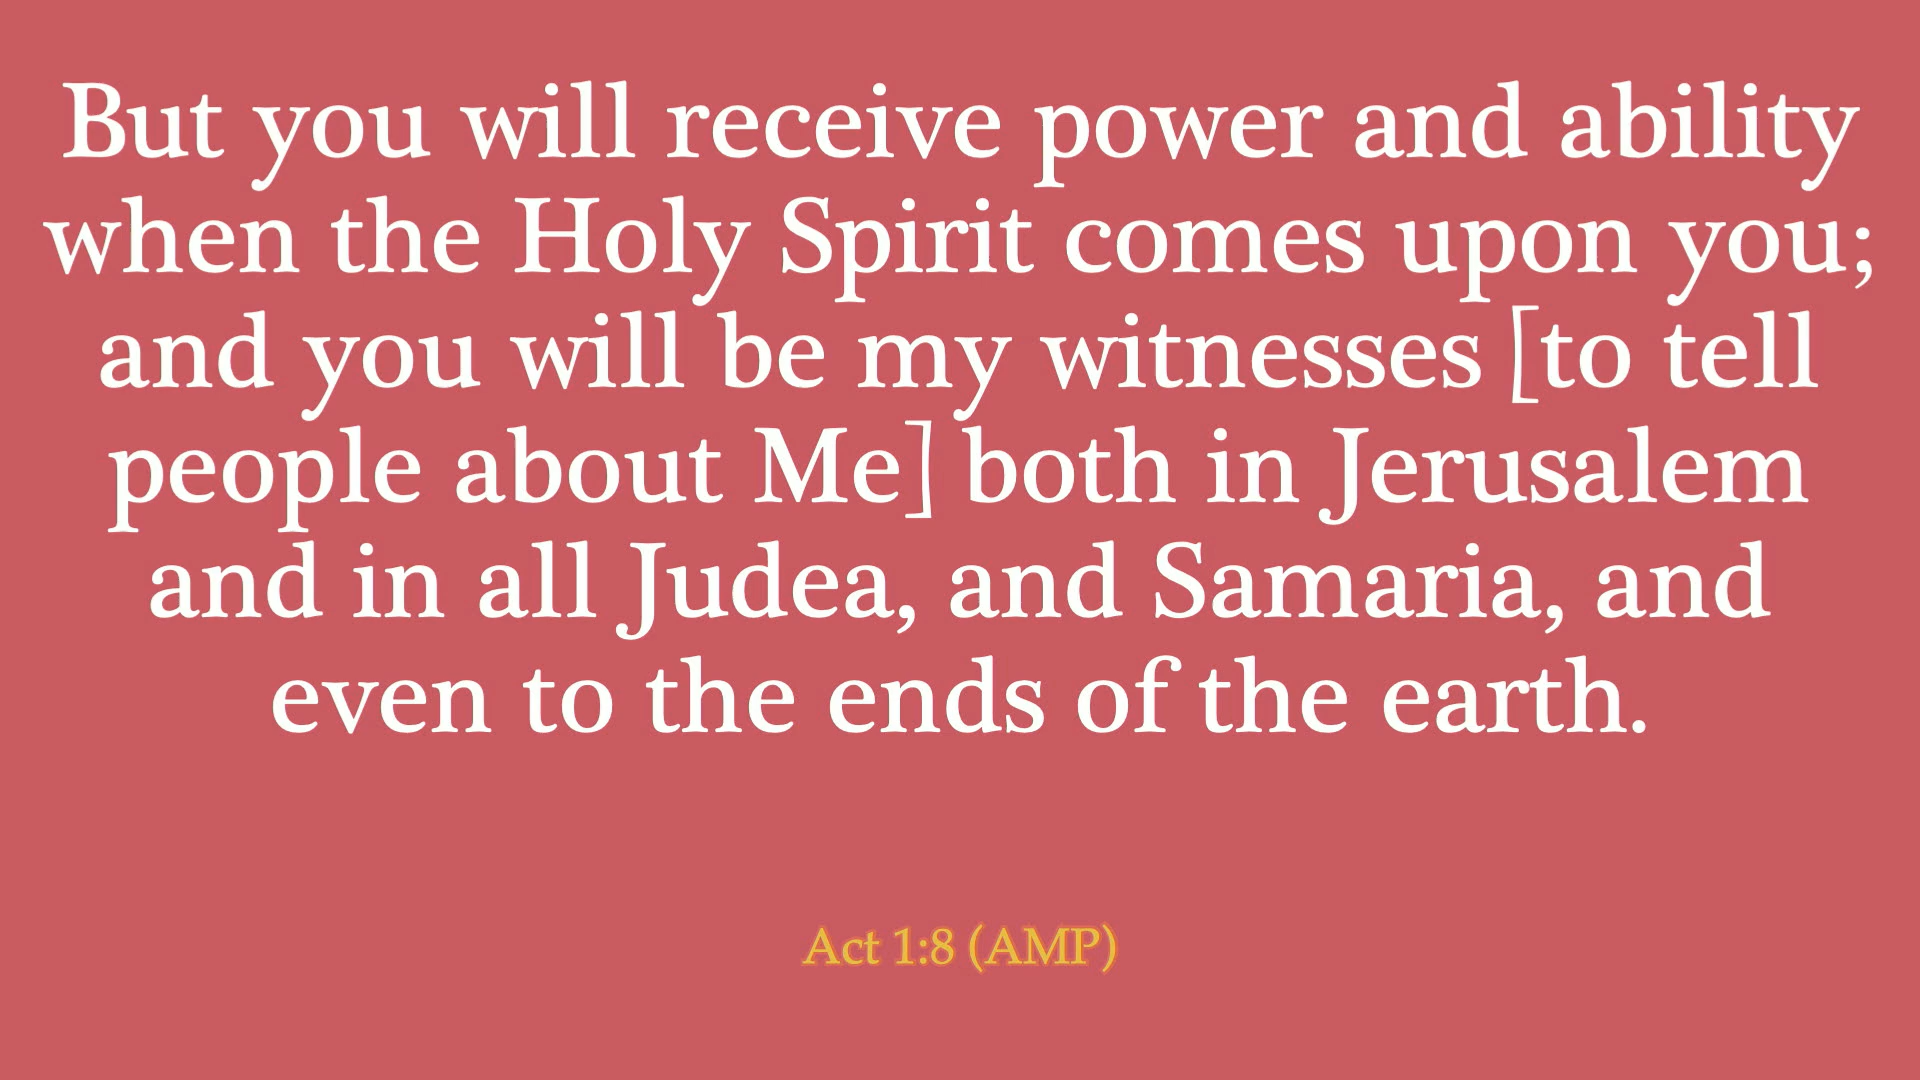 But you will receive power and ability
when the Holy Spirit comes upon you;
and you will be my witnesses [to tell
people about Me] both in Jerusalem
and in all Judea, and Samaria, and
even to the ends of the earth.
Act 1:8 (AMP)